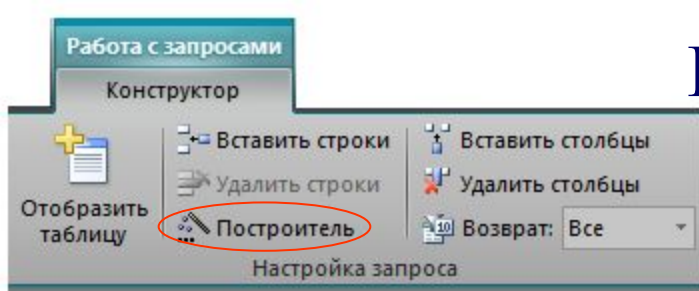 Работа с запросами
Конструктор
Отобразить таблицу
Вставить строки
Удалить строки
Построитель
Вставить столбцы
Удалить столбцы
Возврат: Все
Настройка запроса